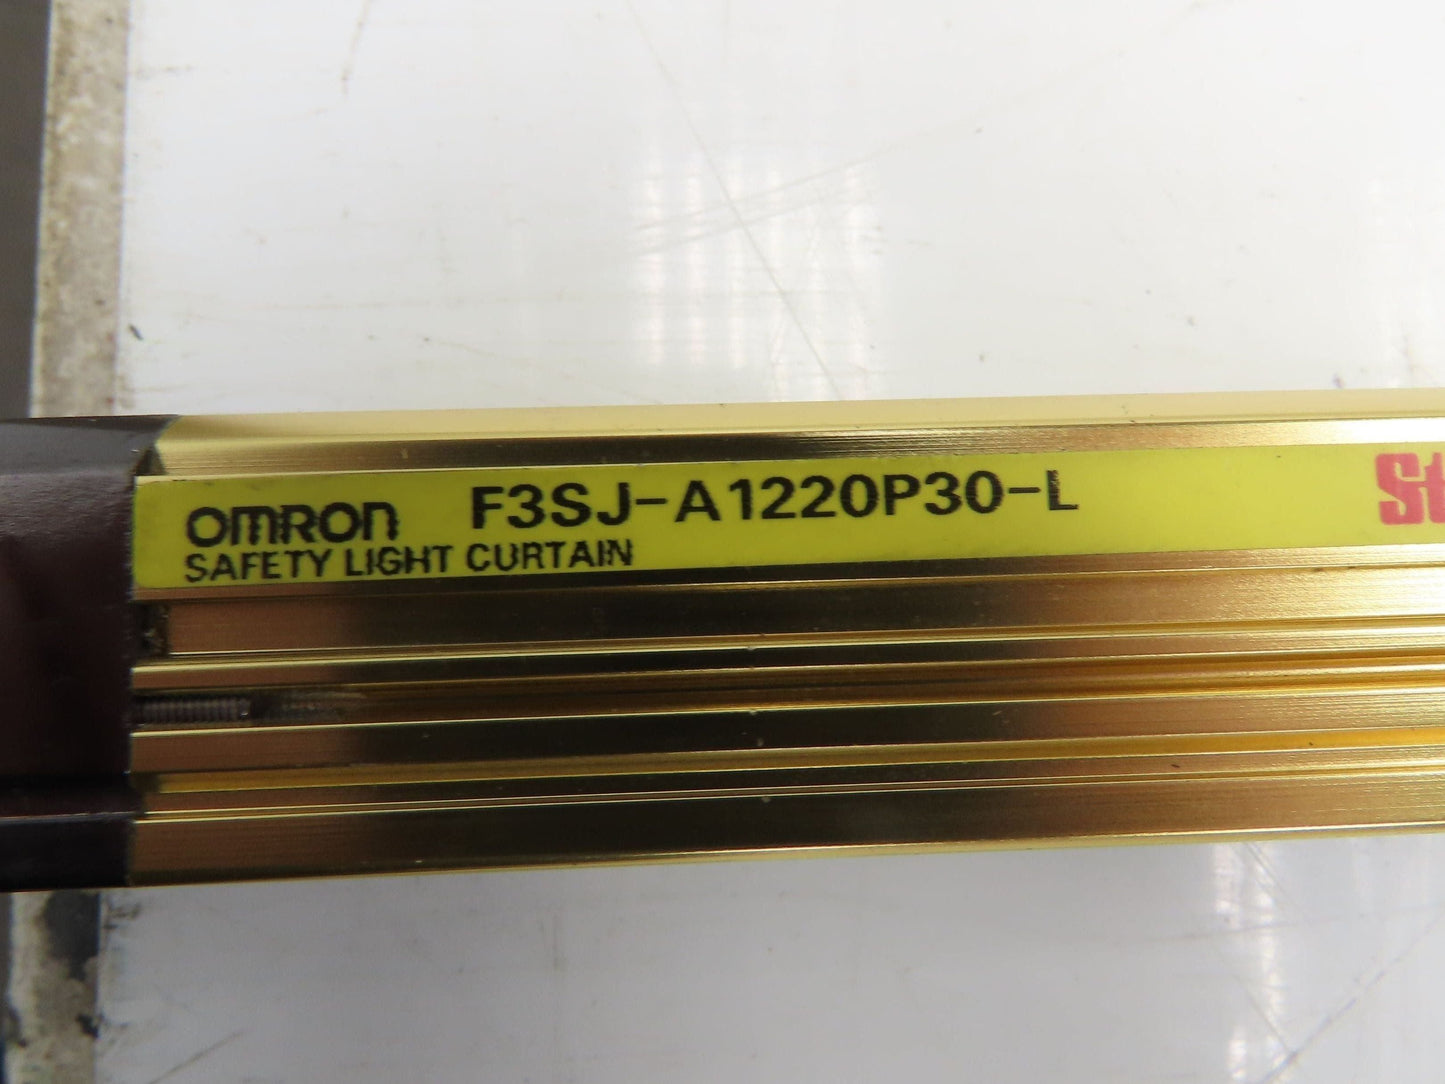 OMRON F3SJ-A1220P30-L
SAFETY LIGHT CURTAIN